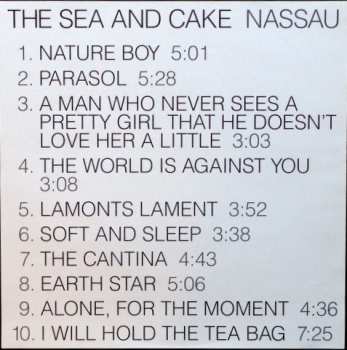 THE SEA AND CAKE NASSAU
1. NATURE BOY 5:01
2. PARASOL 5:28
3. A MAN WHO NEVER SEES A
PRETTY GIRL THAT HE DOESN'T
LOVE HER A LITTLE 3:03
4. THE WORLD IS AGAINST YOU
3:08
5. LAMONTS LAMENT 3:52
6. SOFT AND SLEEP 3:38
7. THE CANTINA 4:43
8. EARTH STAR 5:06
9. ALONE, FOR THE MOMENT 4:36
10. I WILL HOLD THE TEA BAG 7:25